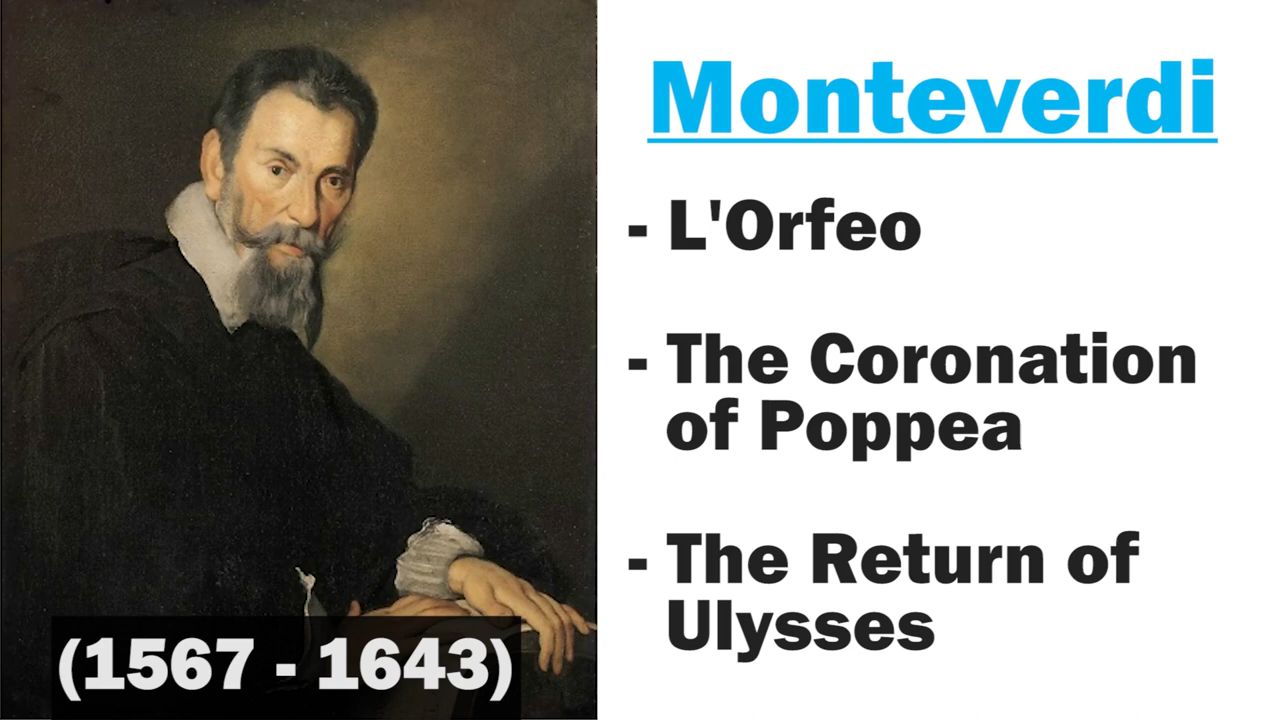 Monteverdi
- L'Orfeo
- The Coronation
of Poppea
- The Return of
Ulysses
(1567 - 1643)